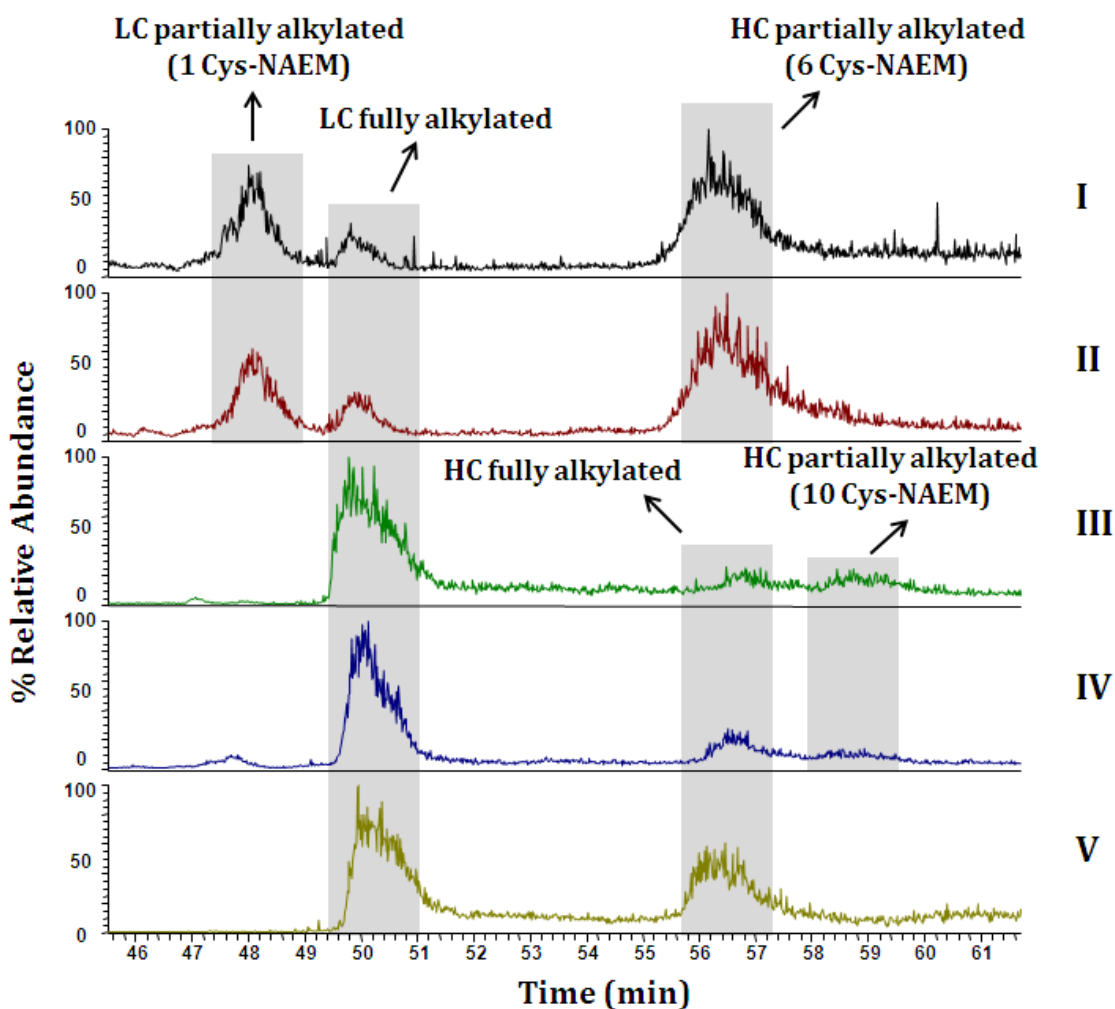 LC partially alkylated
(1 Cys-NAEM)
HC partially alkylated
(6 Cys-NAEM)
LC fully alkylated
100
50
0
I
100
50
0
II
HC fully alkylated
HC partially alkylated
(10 Cys-NAEM)
100
50
0
III
100
50
0
IV
100
50
0
V
% Relative Abundance
46 47 48 49 50 51 52 53 54 55 56 57 58 59 60 61
Time (min)